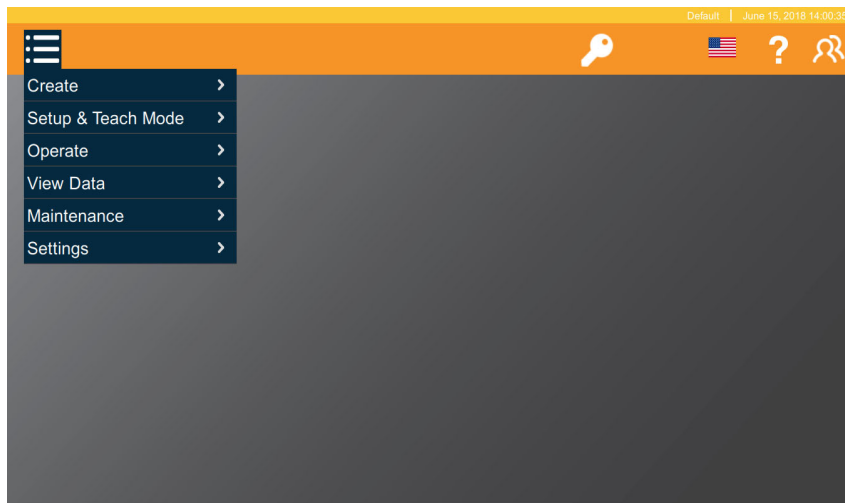 Default | June 15, 2018 14:00:35
?
Create >
Setup & Teach Mode >
Operate >
View Data >
Maintenance >
Settings >